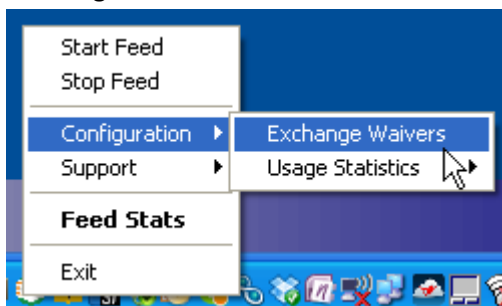 Start Feed
Stop Feed
Configuration
Exchange Waivers
Support
Usage Statistics
Feed Stats
Exit